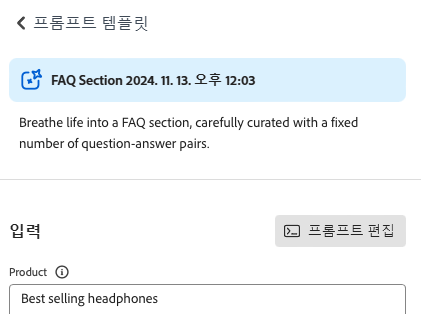 프롬프트 템플릿
FAQ Section 2024. 11. 13. 오후 12:03
Breathe life into a FAQ section, carefully curated with a fixed
number of question-answer pairs.
입력
프롬프트 편집
Product
Best selling headphones